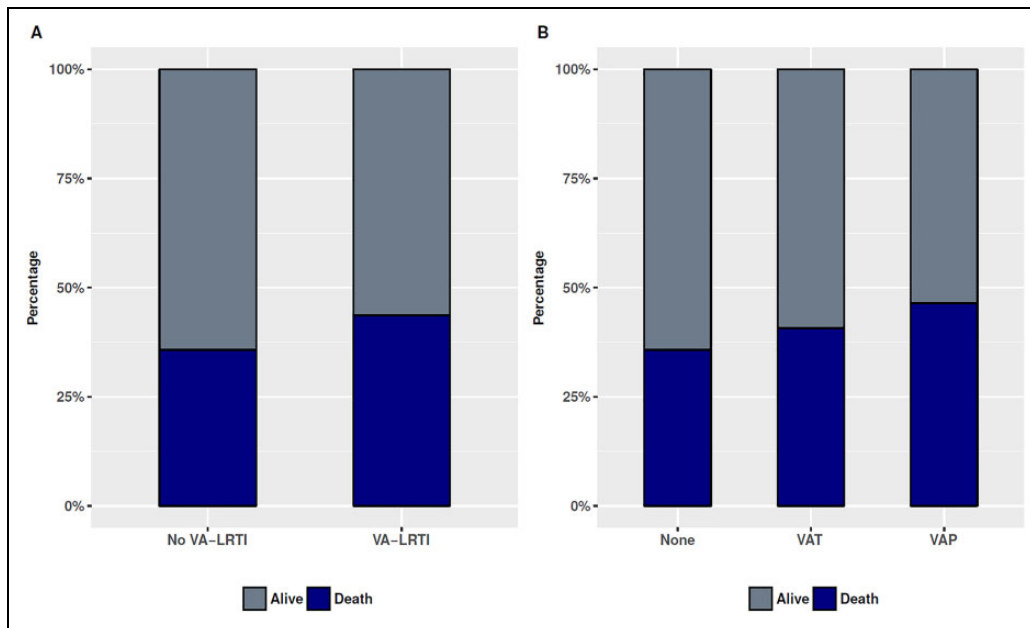 A
100%
75%
50%
25%
0%
Percentage
No VA-LRTI VA-LRTI
Alive Death
B
100%
75%
50%
25%
0%
Percentage
None VAT VAP
Alive Death